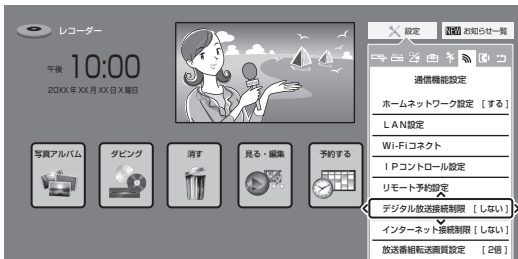 レコーダー
設定
NEW お知らせ一覧
午後 10:00
20XX年XX月XX日X曜日
通信機能設定
ホームネットワーク設定 [する]
LAN設定
Wi-Fiコネクト
IPコントロール設定
リモート予約設定
デジタル放送接続制限 [しない]
インターネット接続制限 [しない]
放送番組転送画質設定 [2倍]
写真アルバム
ダビング
消す
見る・編集
予約する